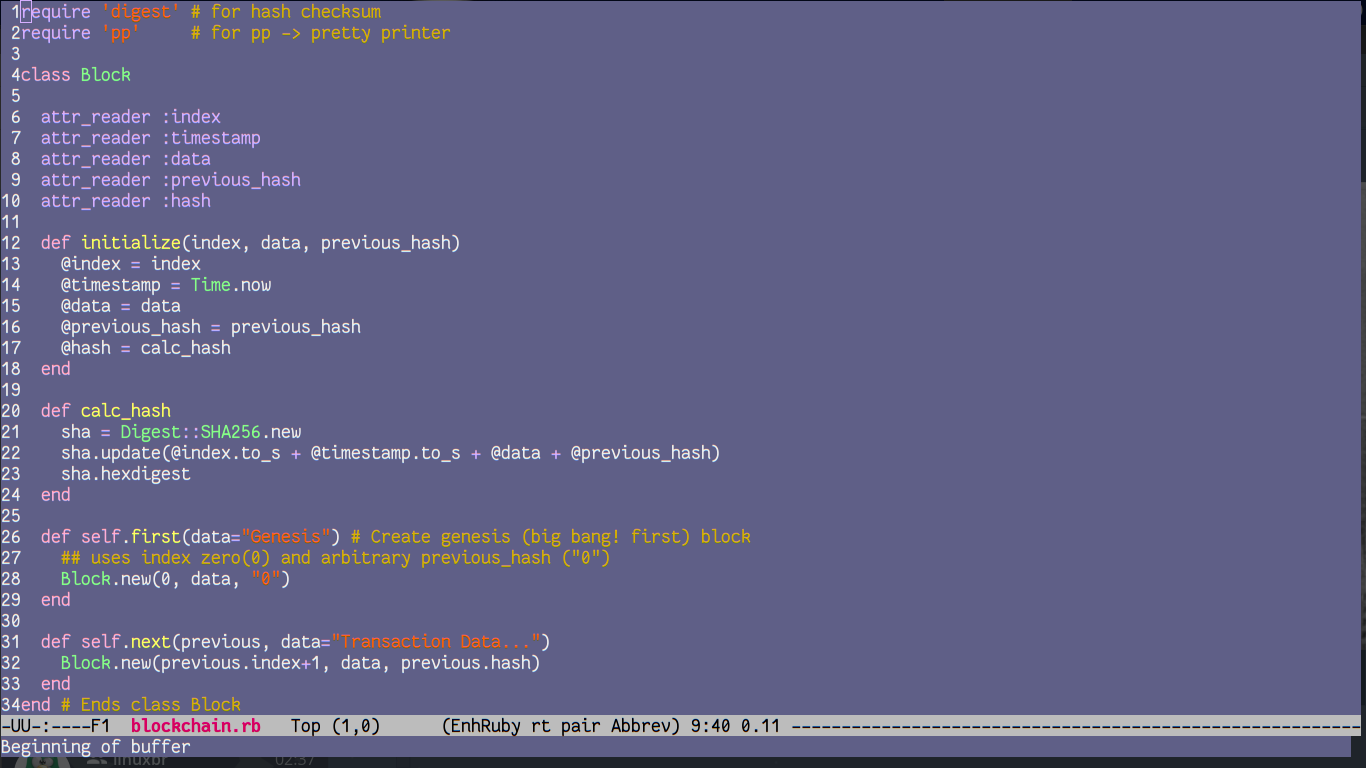 1require 'digest' # for hash checksum
2require 'pp'     # for pp -> pretty printer
3
4class Block
5
6  attr_reader :index
7  attr_reader :timestamp
8  attr_reader :data
9  attr_reader :previous_hash
10  attr_reader :hash
11
12  def initialize(index, data, previous_hash)
13    @index = index
14    @timestamp = Time.now
15    @data = data
16    @previous_hash = previous_hash
17    @hash = calc_hash
18  end
19
20  def calc_hash
21    sha = Digest::SHA256.new
22    sha.update(@index.to_s + @timestamp.to_s + @data + @previous_hash)
23    sha.hexdigest
24  end
25
26  def self.first(data="Genesis") # Create genesis (big bang! first) block
27    ## uses index zero(0) and arbitrary previous_hash ("0")
28    Block.new(0, data, "0")
29  end
30
31  def self.next(previous, data="Transaction Data...")
32    Block.new(previous.index+1, data, previous.hash)
33  end
34end # Ends class Block
-UU-:----F1  blockchain.rb   Top (1,0)      (EnhRuby rt pair Abbrev) 9:40 0.11 ----------------------------------------------------------
Beginning of buffer
linuxbr 02:37